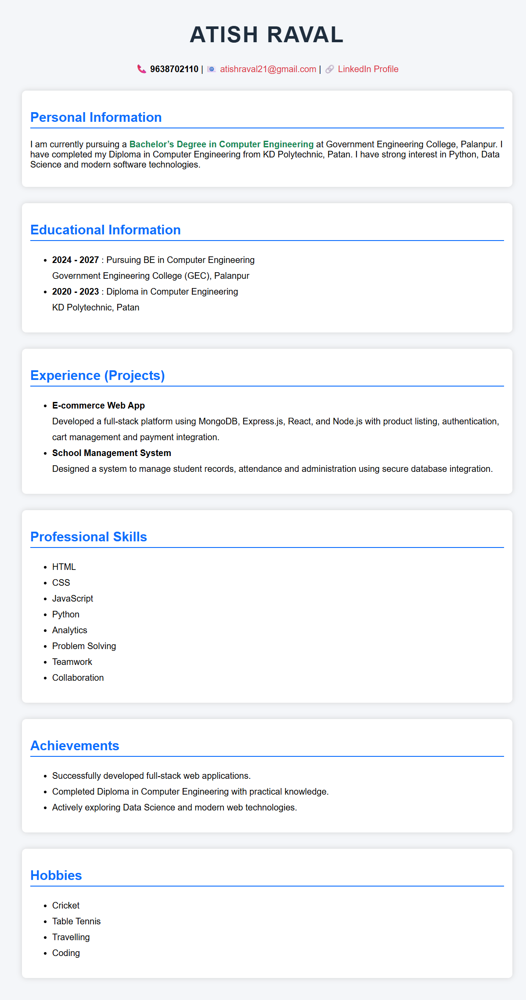 ATISH RAVAL
📞 9638702110 | 📧 atishraval21@gmail.com | 🔗 LinkedIn Profile
Personal Information
I am currently pursuing a Bachelor’s Degree in Computer Engineering at Government Engineering College, Palanpur. I
have completed my Diploma in Computer Engineering from KD Polytechnic, Patan. I have strong interest in Python, Data
Science and modern software technologies.
Educational Information
• 2024 - 2027 : Pursuing BE in Computer Engineering
Government Engineering College (GEC), Palanpur
• 2020 - 2023 : Diploma in Computer Engineering
KD Polytechnic, Patan
Experience (Projects)
• E-commerce Web App
Developed a full-stack platform using MongoDB, Express.js, React, and Node.js with product listing, authentication,
cart management and payment integration.
• School Management System
Designed a system to manage student records, attendance and administration using secure database integration.
Professional Skills
• HTML
• CSS
• JavaScript
• Python
• Analytics
• Problem Solving
• Teamwork
• Collaboration
Achievements
• Successfully developed full-stack web applications.
• Completed Diploma in Computer Engineering with practical knowledge.
• Actively exploring Data Science and modern web technologies.
Hobbies
• Cricket
• Table Tennis
• Travelling
• Coding